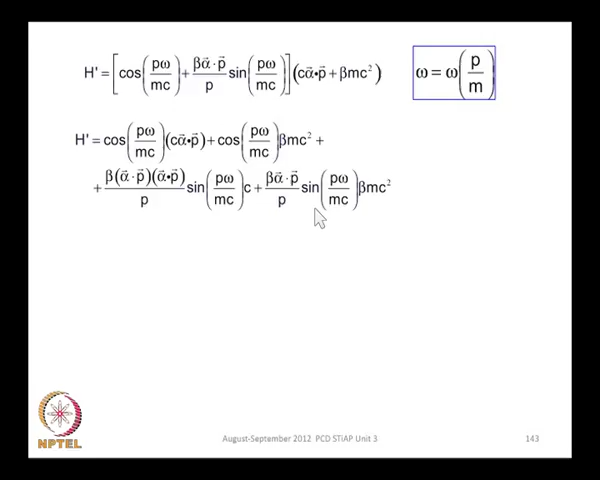 H' = [cos(pω/mc) + βα⃗·p⃗/p sin(pω/mc)](cα⃗•p⃗ + βmc²)
ω = ω(p/m)
H' = cos(pω/mc)(cα⃗•p⃗) + cos(pω/mc)βmc² +
+ β(α⃗·p⃗)(α⃗•p⃗)/p sin(pω/mc)c + βα⃗·p⃗/p sin(pω/mc)βmc²
NPTEL
August-September 2012 PCD STiAP Unit 3
143